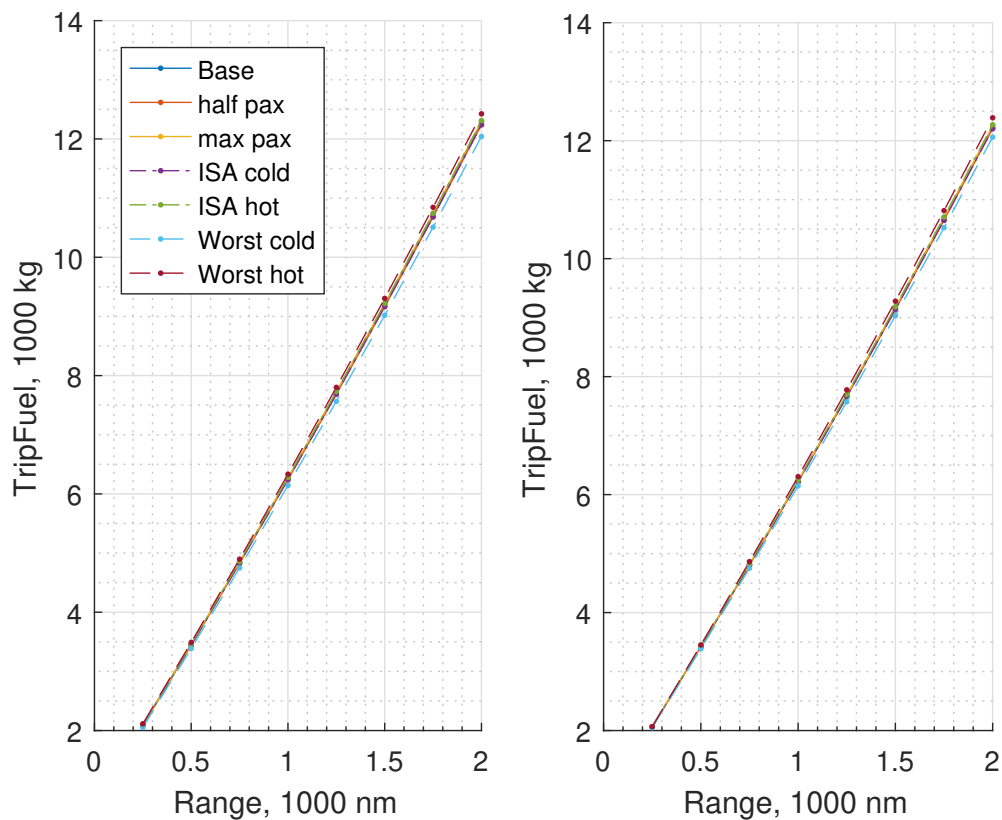 14
12
10
8
6
4
2
0
0.5
1
1.5
2
TripFuel, 1000 kg
Range, 1000 nm
Base
half pax
max pax
ISA cold
ISA hot
Worst cold
Worst hot
14
12
10
8
6
4
2
0
0.5
1
1.5
2
TripFuel, 1000 kg
Range, 1000 nm